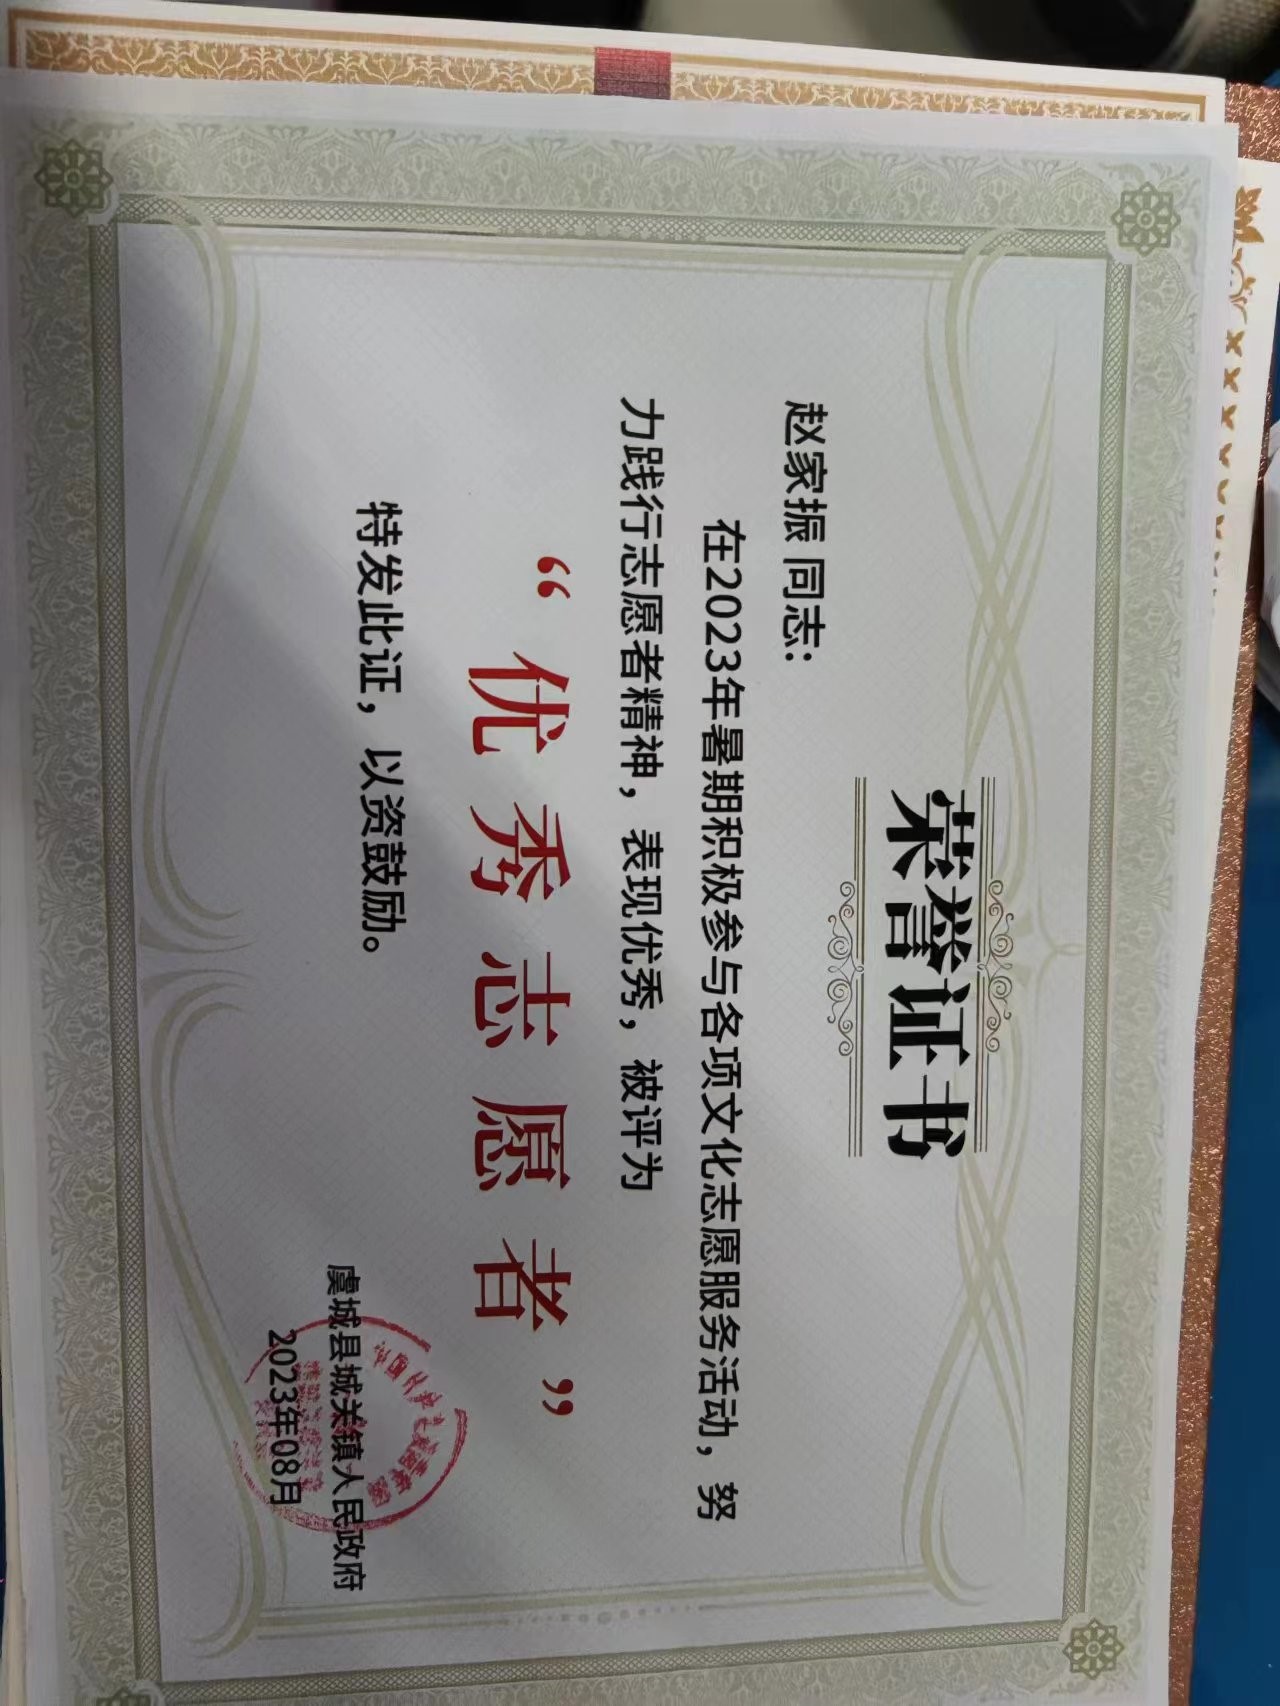 荣誉证书
赵家振 同志：
在2023年暑期积极参与各项文化志愿服务活动，努
力践行志愿者精神，表现优秀，被评为
“优秀志愿者”
特发此证，以资鼓励。
虞城县城关镇人民政府
2023年08月